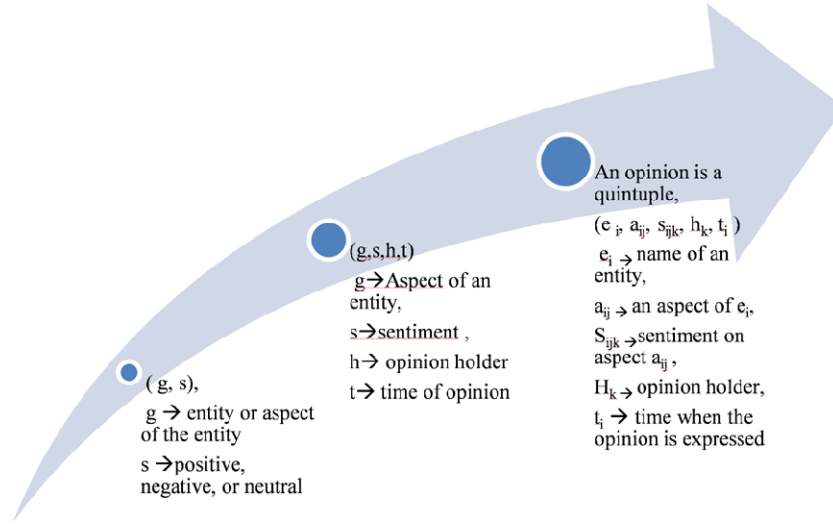 ( g, s),
g → entity or aspect
of the entity
s →positive,
negative, or neutral
(g,s,h,t)
g→Aspect of an
entity,
s→sentiment ,
h→ opinion holder
t→ time of opinion
An opinion is a
quintuple,
(e i, aij, sijk, hk, ti )
ei → name of an
entity,
aij → an aspect of ei,
Sijk →sentiment on
aspect aij ,
Hk→ opinion holder,
ti → time when the
opinion is expressed